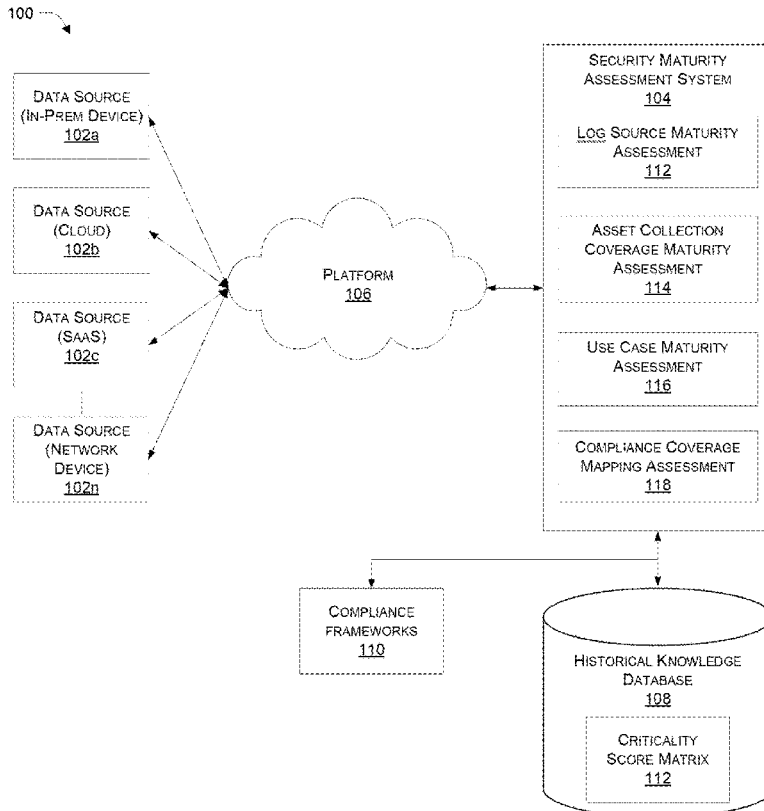 100
DATA SOURCE
(IN-PREM DEVICE)
102a
DATA SOURCE
(CLOUD)
102b
DATA SOURCE
(SAAS)
102c
DATA SOURCE
(NETWORK
DEVICE)
102n
PLATFORM
106
SECURITY MATURITY
ASSESSMENT SYSTEM
104
LOG SOURCE MATURITY
ASSESSMENT
112
ASSET COLLECTION
COVERAGE MATURITY
ASSESSMENT
114
USE CASE MATURITY
ASSESSMENT
116
COMPLIANCE COVERAGE
MAPPING ASSESSMENT
118
COMPLIANCE
FRAMEWORKS
110
HISTORICAL KNOWLEDGE
DATABASE
108
CRITICALITY
SCORE MATRIX
112